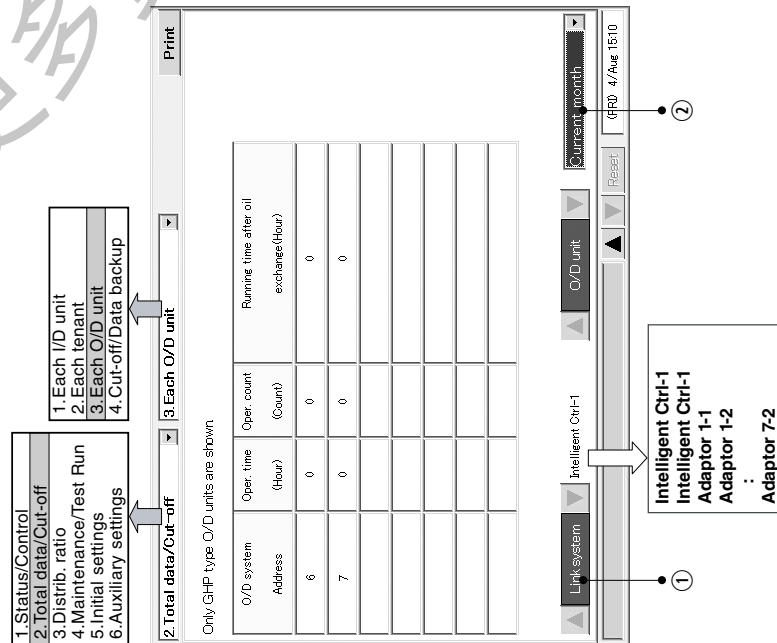 1.Status/Control
2.Total data/Cut-off
3.Distrib. ratio
4.Maintenance/Test Run
5.Initial settings
6.Auxiliary settings
1.Each I/D unit
2.Each tenant
3.Each O/D unit
4.Cut-off/Data backup
2.Total data/Cut-off
3.Each O/D unit
Print
Only GHP type O/D units are shown
O/D system
Address
Oper. time
(Hour)
Oper. count
(Count)
Running time after oil
exchange(Hour)
6 0 0 0
7 0 0 0
Link system
Intelligent Ctrl-1
O/D unit
Current month
Reset
(FRI) 4/Aug 15:10
①
②
Intelligent Ctrl-1
Intelligent Ctrl-1
Adaptor 1-1
Adaptor 1-2
:
Adaptor 7-2